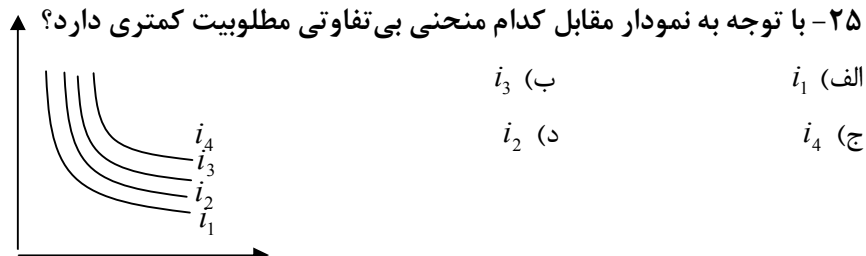 ۲۵- با توجه به نمودار مقابل کدام منحنی بی‌تفاوتی مطلوبیت کمتری دارد؟
الف) i₁ ب) i₃
ج) i₄ د) i₂
i₄
i₃
i₂
i₁